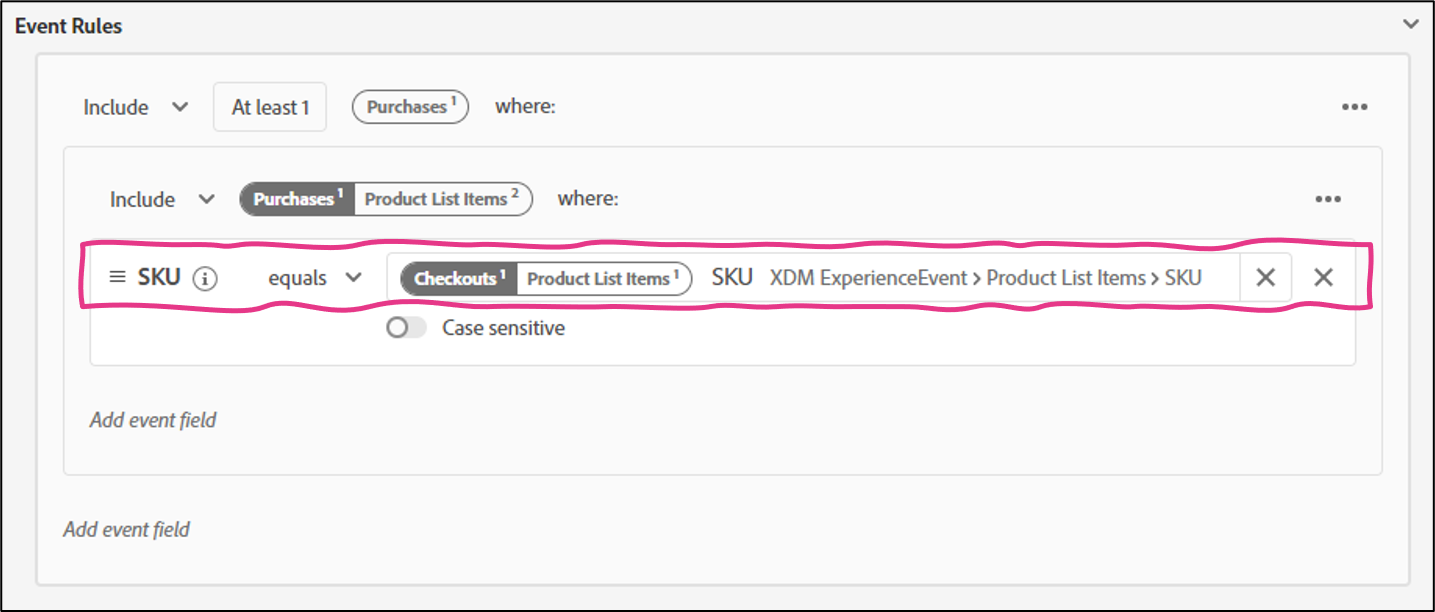 Event Rules
Include At least 1 Purchases 1 where:
Include Purchases 1 Product List Items 2 where:
SKU equals Checkouts 1 Product List Items 1 SKU XDM ExperienceEvent > Product List Items > SKU
Case sensitive
Add event field
Add event field